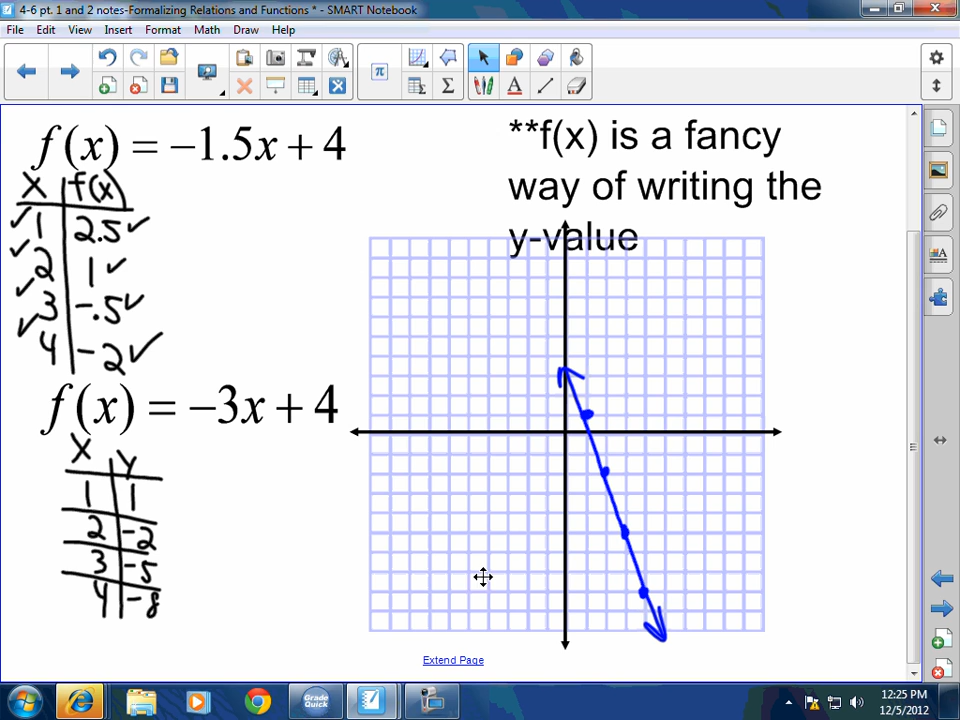 4-6 pt. 1 and 2 notes-Formalizing Relations and Functions * - SMART Notebook
File Edit View Insert Format Math Draw Help
f(x) = −1.5x + 4
x f(x)
1 2.5
2 1
3 -.5
4 -2
**f(x) is a fancy
way of writing the
y-value
f(x) = −3x + 4
x y
1 1
2 -2
3 -5
4 -8
Extend Page
Grade
Quick
12:25 PM
12/5/2012